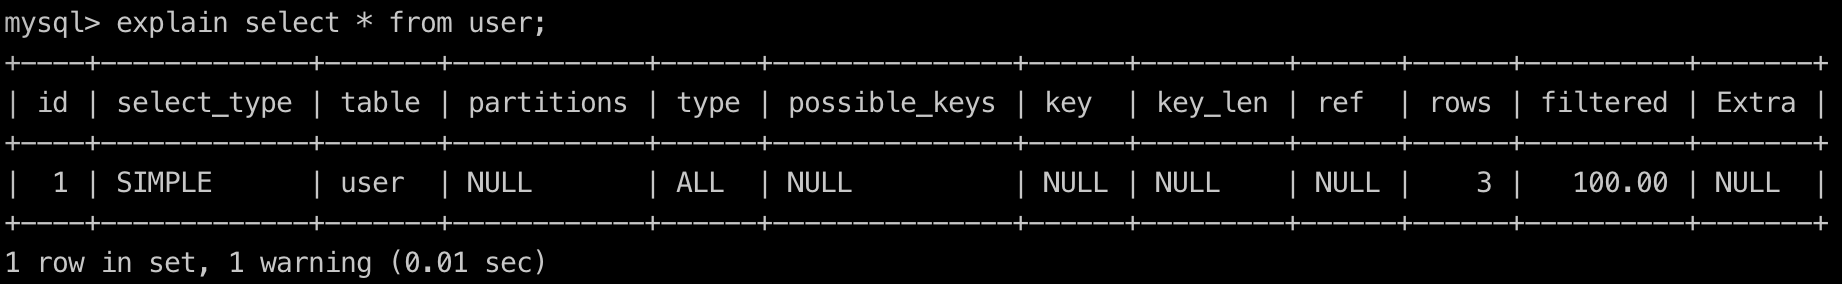 mysql> explain select * from user;
+----+-------------+-------+------------+------+---------------+------+---------+------+------+----------+-------+
| id | select_type | table | partitions | type | possible_keys | key  | key_len | ref  | rows | filtered | Extra |
+----+-------------+-------+------------+------+---------------+------+---------+------+------+----------+-------+
|  1 | SIMPLE      | user  | NULL       | ALL  | NULL          | NULL | NULL    | NULL |    3 |   100.00 | NULL  |
+----+-------------+-------+------------+------+---------------+------+---------+------+------+----------+-------+
1 row in set, 1 warning (0.01 sec)